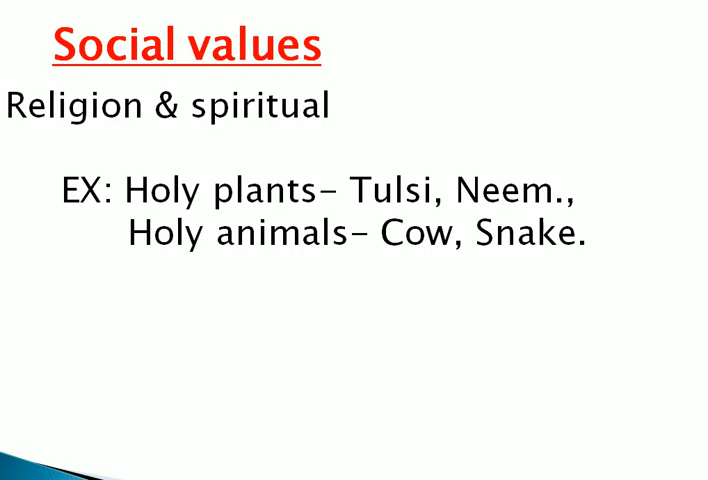 Social values
Religion & spiritual
EX: Holy plants- Tulsi, Neem.,
Holy animals- Cow, Snake.